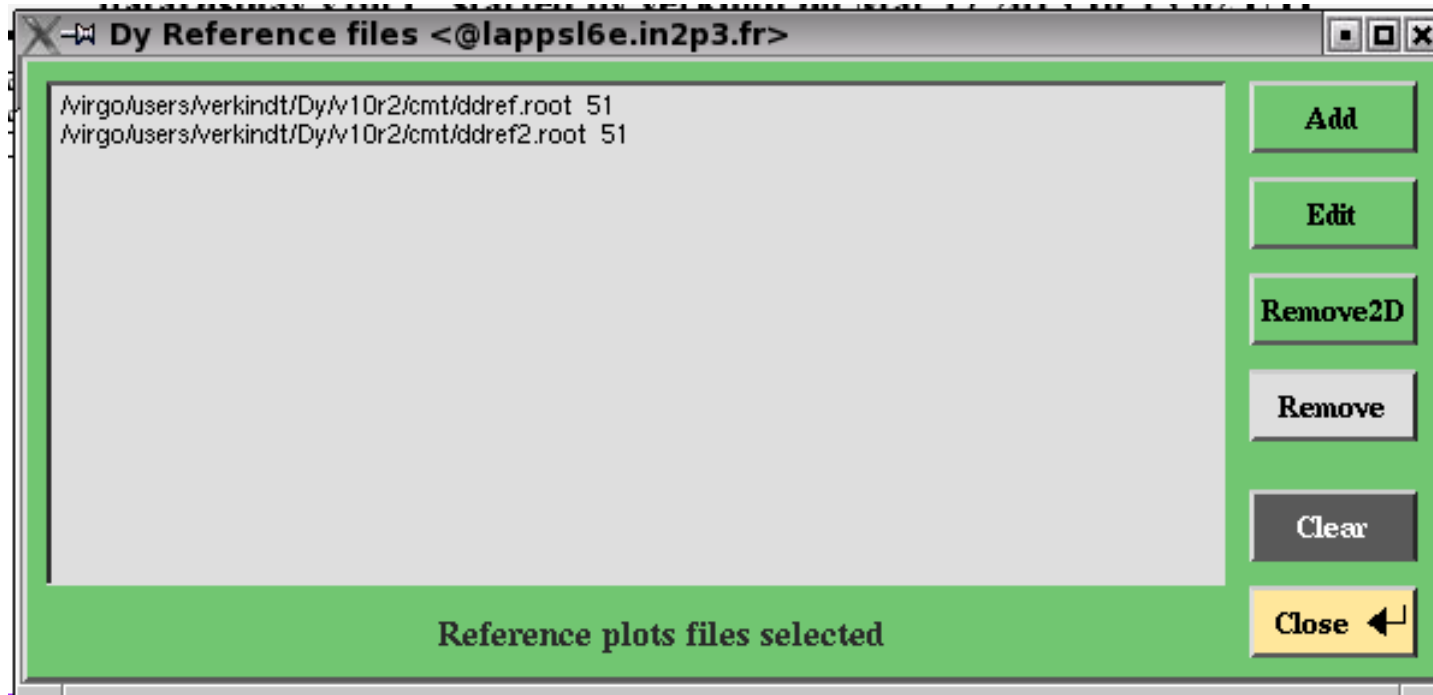 Dy Reference files <@lappsl6e.in2p3.fr>
/virgo/users/verkindt/Dy/v10r2/cmt/ddref.root 51
/virgo/users/verkindt/Dy/v10r2/cmt/ddref2.root 51
Add
Edit
Remove2D
Remove
Clear
Close
Reference plots files selected